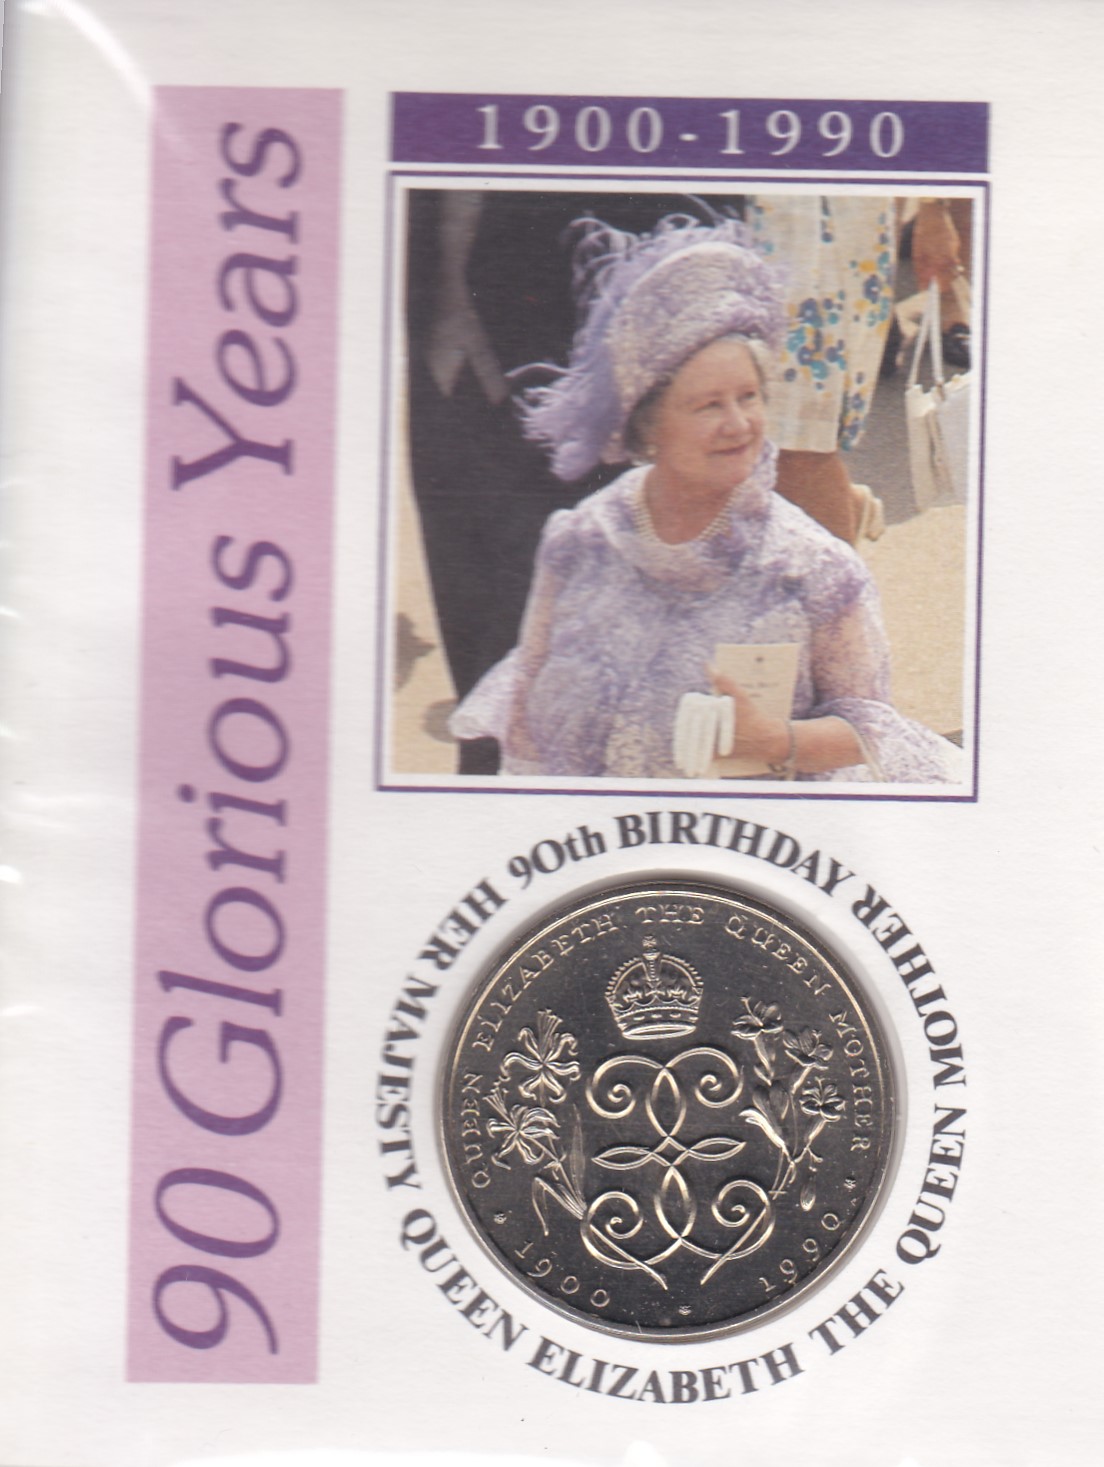 90 Glorious Years
1900-1990
HER MAJESTY QUEEN ELIZABETH THE QUEEN MOTHER 90th BIRTHDAY
QUEEN ELIZABETH THE QUEEN MOTHER
1900
1990